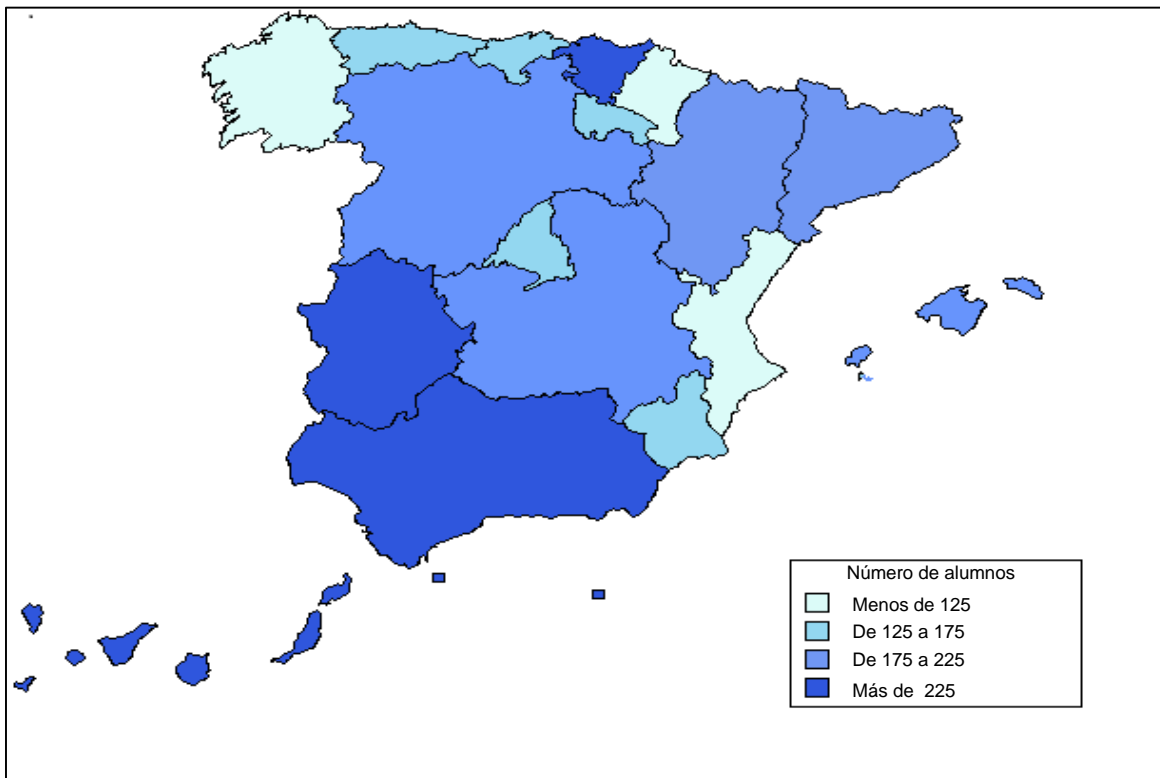 Número de alumnos
Menos de 125
De 125 a 175
De 175 a 225
Más de 225